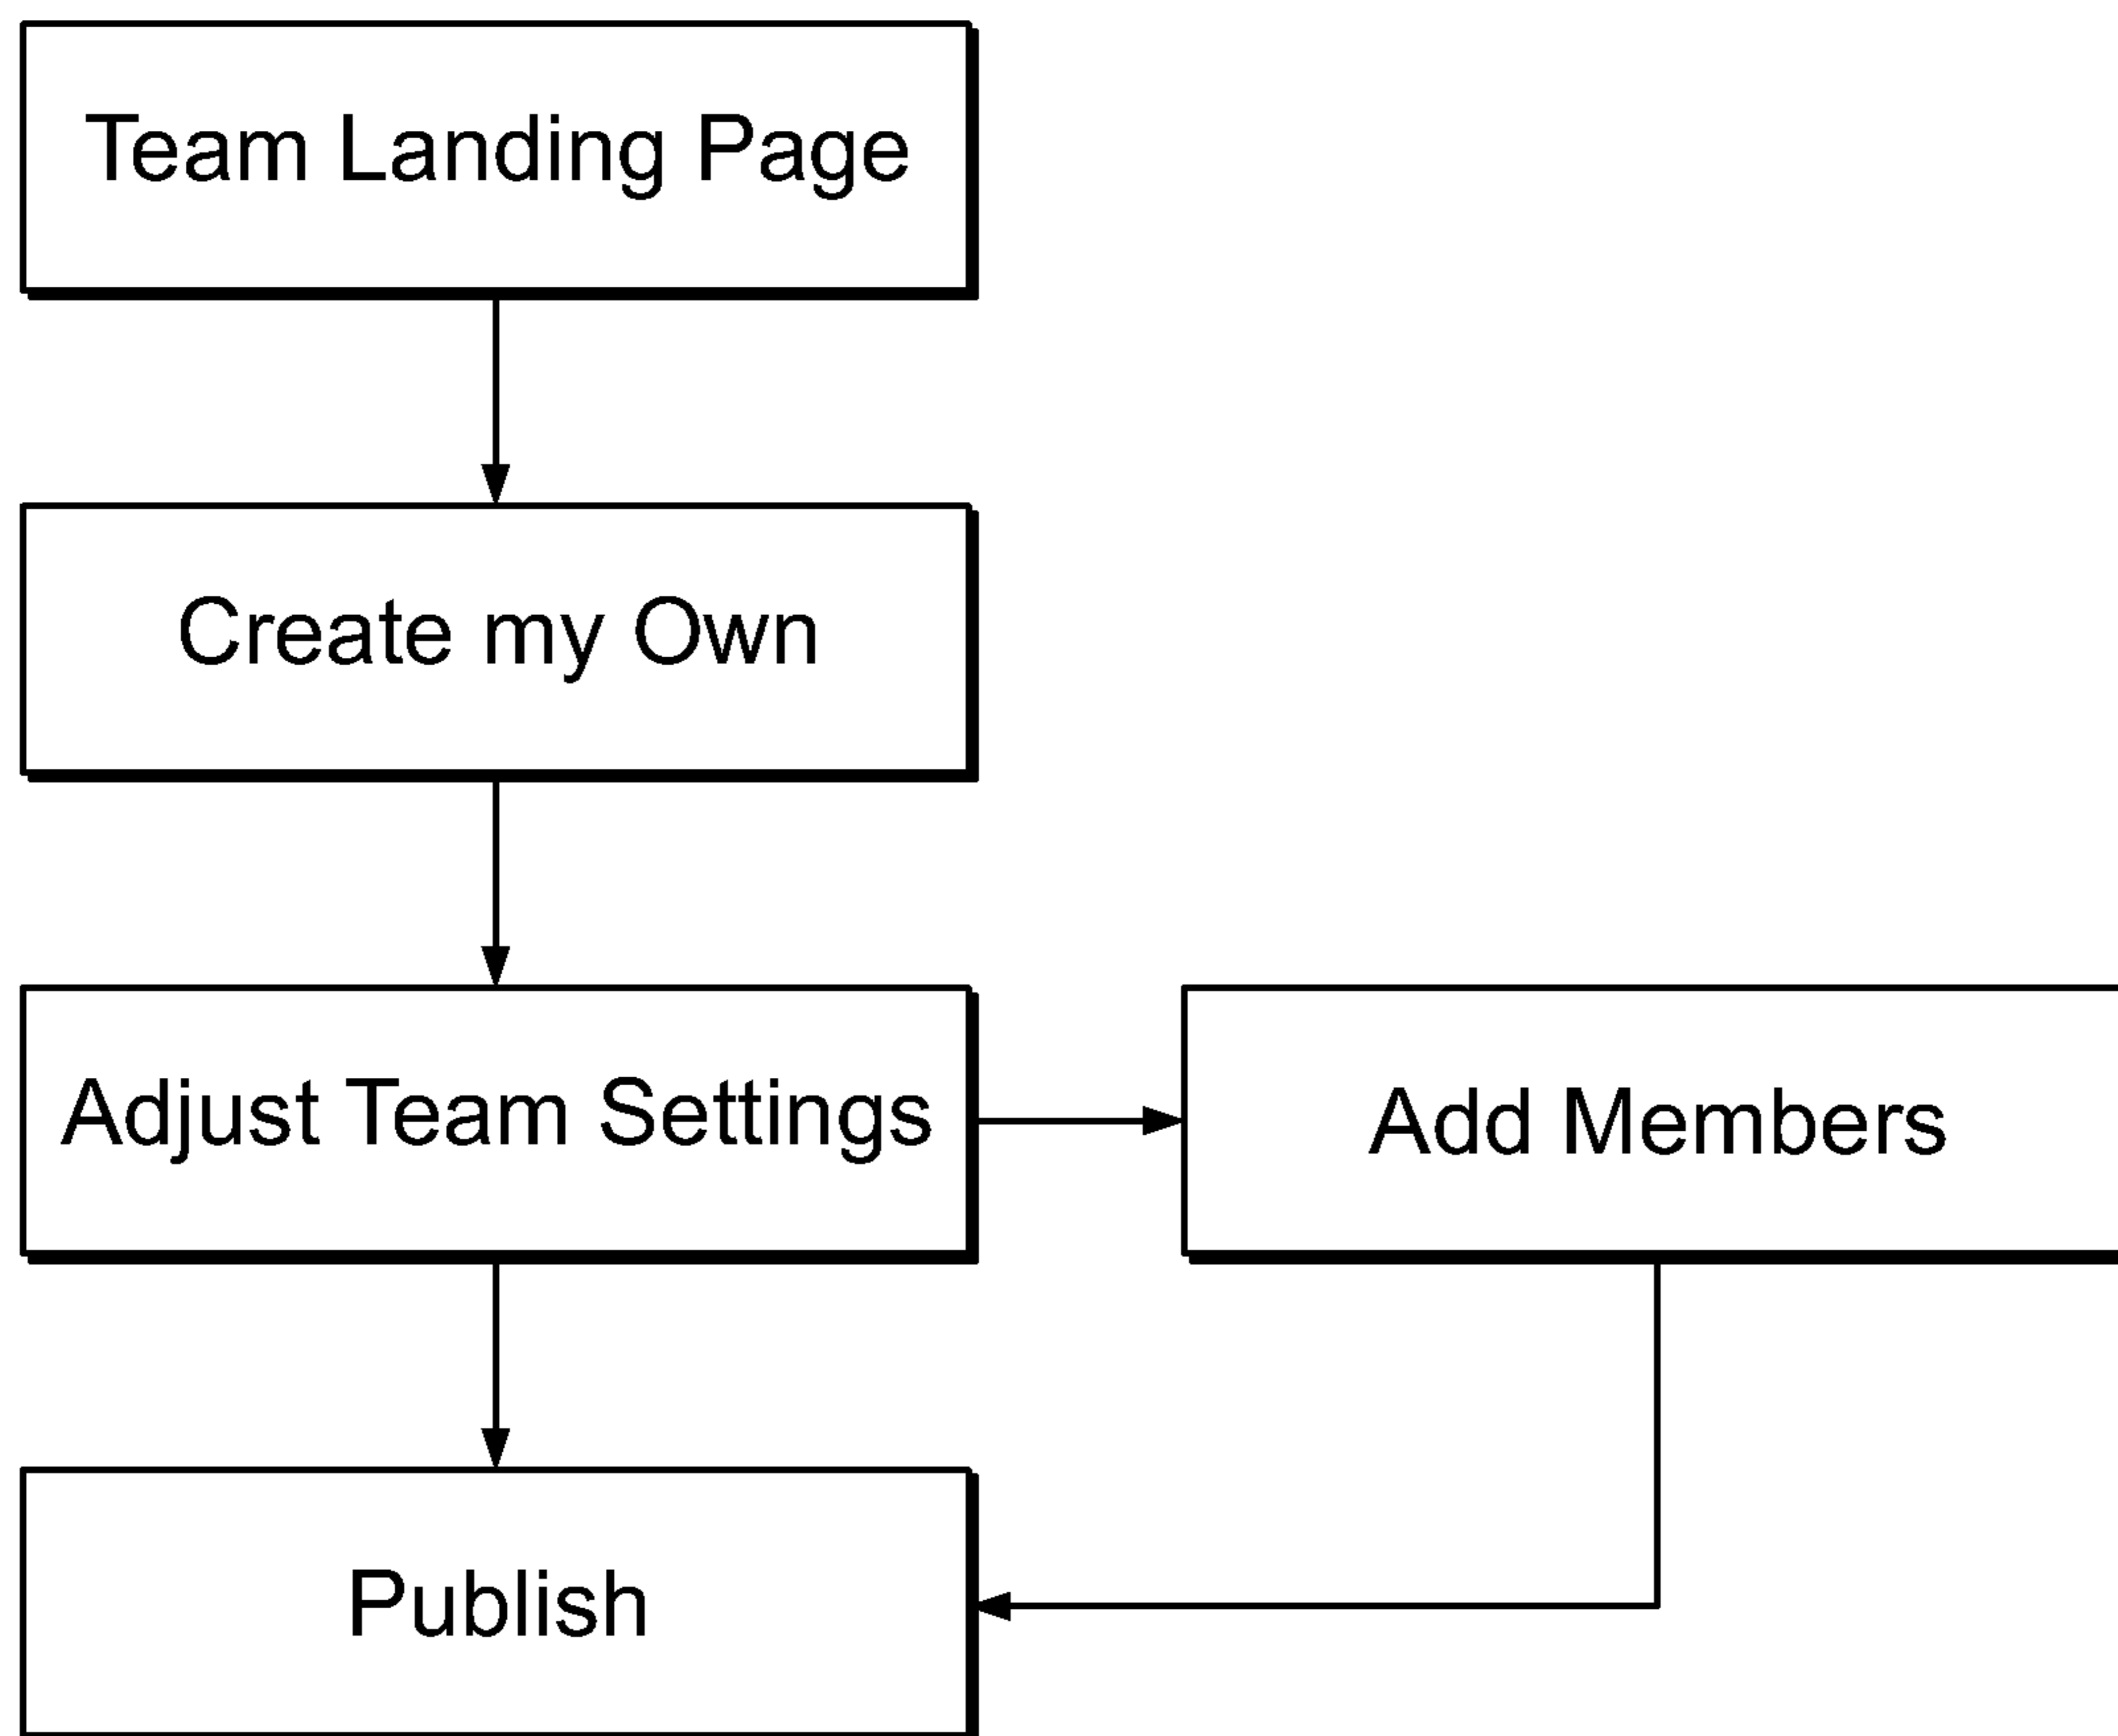 Team Landing Page
Create my Own
Adjust Team Settings
Add Members
Publish